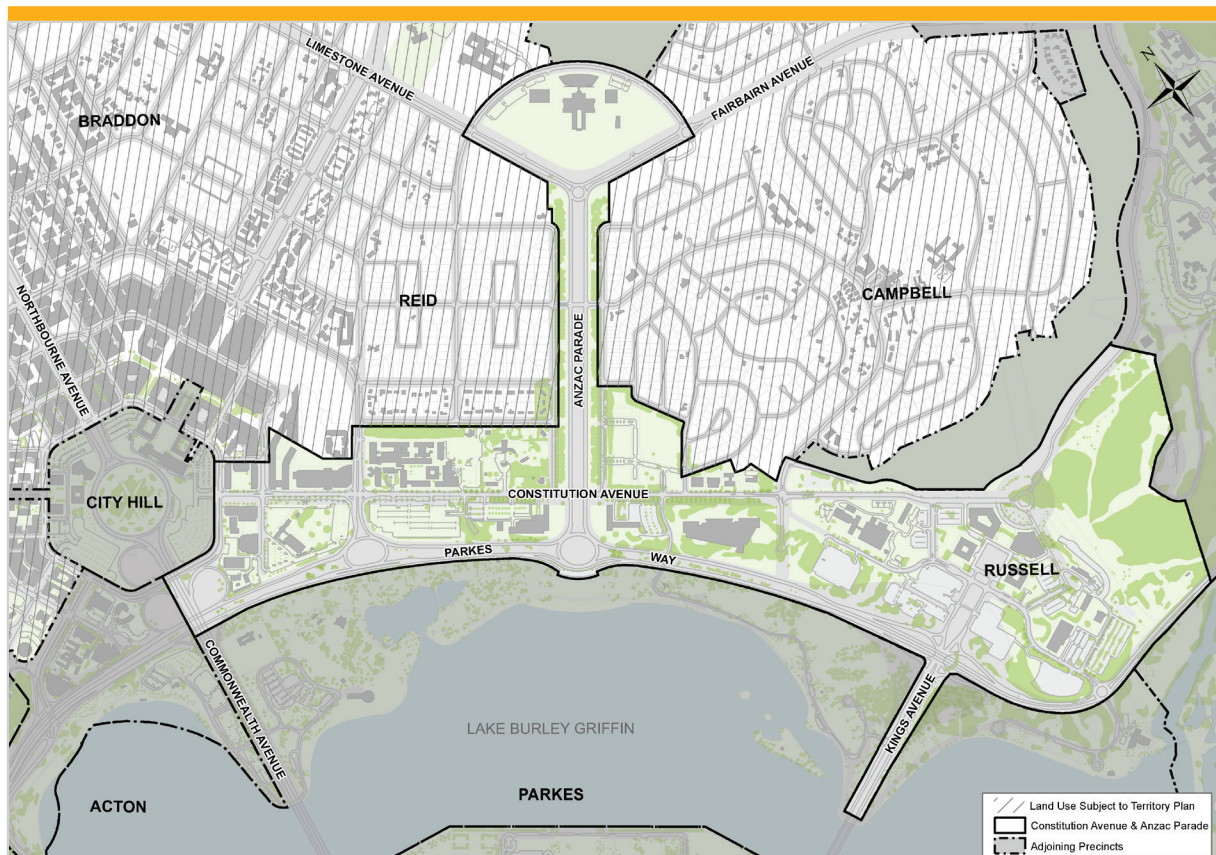 LIMESTONE AVENUE
FAIRBAIRN AVENUE
N
BRADDON
NORTHBOURNE AVENUE
REID
ANZAC PARADE
CAMPBELL
CITY HILL
CONSTITUTION AVENUE
PARKES
WAY
RUSSELL
COMMONWEALTH AVENUE
KINGS AVENUE
LAKE BURLEY GRIFFIN
ACTON
PARKES
Land Use Subject to Territory Plan
Constitution Avenue & Anzac Parade
Adjoining Precincts